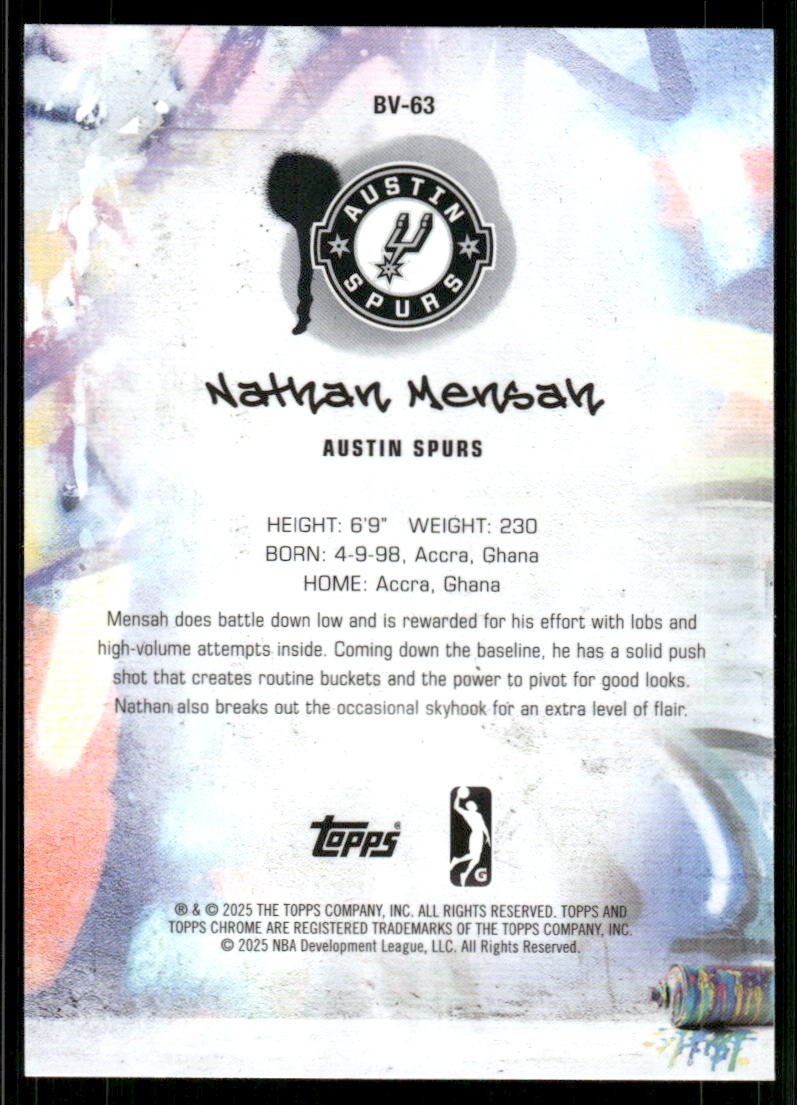 BV-63
AUSTIN
SPURS
Nathan Mensah
AUSTIN SPURS
HEIGHT: 6'9" WEIGHT: 230
BORN: 4-9-98, Accra, Ghana
HOME: Accra, Ghana
Mensah does battle down low and is rewarded for his effort with lobs and
high-volume attempts inside. Coming down the baseline, he has a solid push
shot that creates routine buckets and the power to pivot for good looks.
Nathan also breaks out the occasional skyhook for an extra level of flair.
Topps®
G
® & © 2025 THE TOPPS COMPANY, INC. ALL RIGHTS RESERVED. TOPPS AND
TOPPS CHROME ARE REGISTERED TRADEMARKS OF THE TOPPS COMPANY, INC.
© 2025 NBA Development League, LLC. All Rights Reserved.